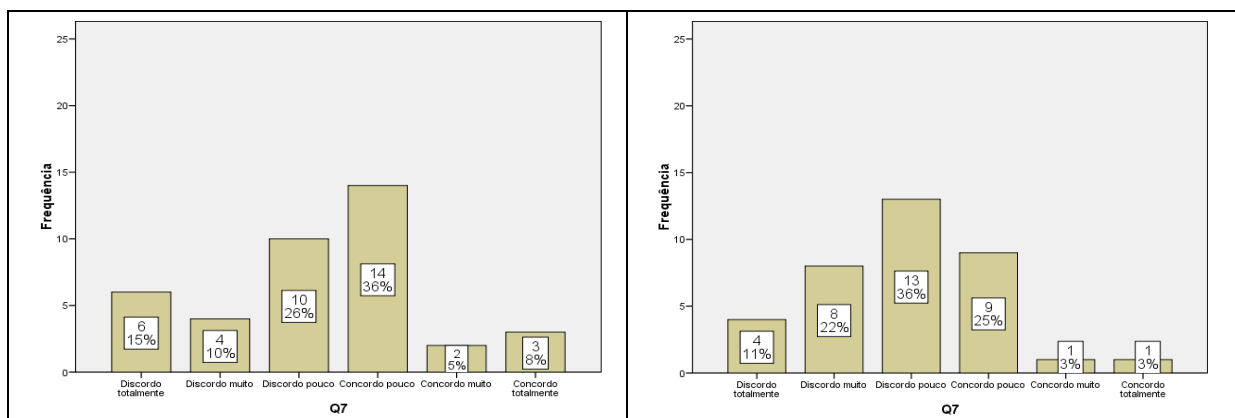 25
20
15
10
5
0
Frequência
6
15%
4
10%
10
26%
14
36%
2
5%
3
8%
Discordo totalmente
Discordo muito
Discordo pouco
Concordo pouco
Concordo muito
Concordo totalmente
Q7
25
20
15
10
5
0
Frequência
4
11%
8
22%
13
36%
9
25%
1
3%
1
3%
Discordo totalmente
Discordo muito
Discordo pouco
Concordo pouco
Concordo muito
Concordo totalmente
Q7